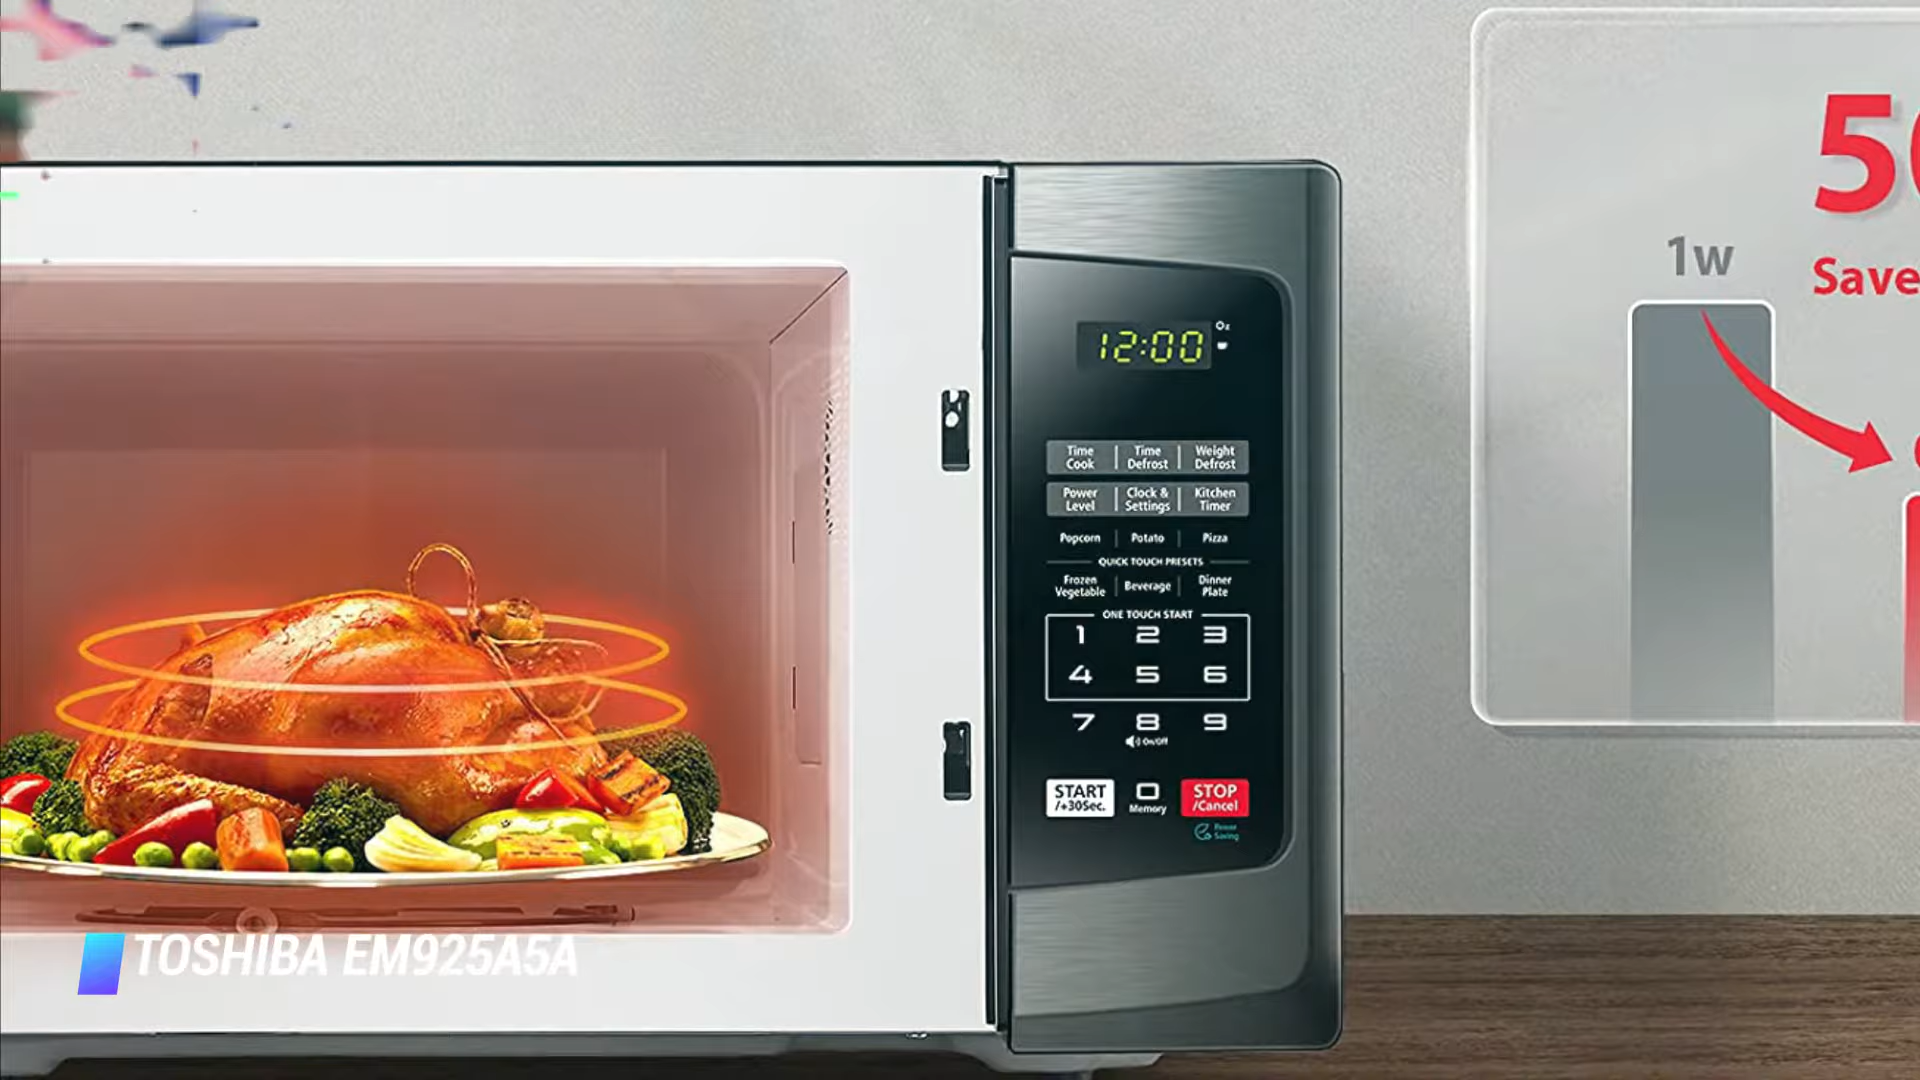 1w
Save
12:00
Oz
Time Cook
Time Defrost
Weight Defrost
Power Level
Clock & Settings
Kitchen Timer
Popcorn
Potato
Pizza
QUICK TOUCH PRESETS
Frozen Vegetable
Beverage
Dinner Plate
ONE TOUCH START
1 2 3
4 5 6
7 8 9
On/Off
START /+30Sec.
Memory
STOP /Cancel
Power Saving
TOSHIBA EM925A5A